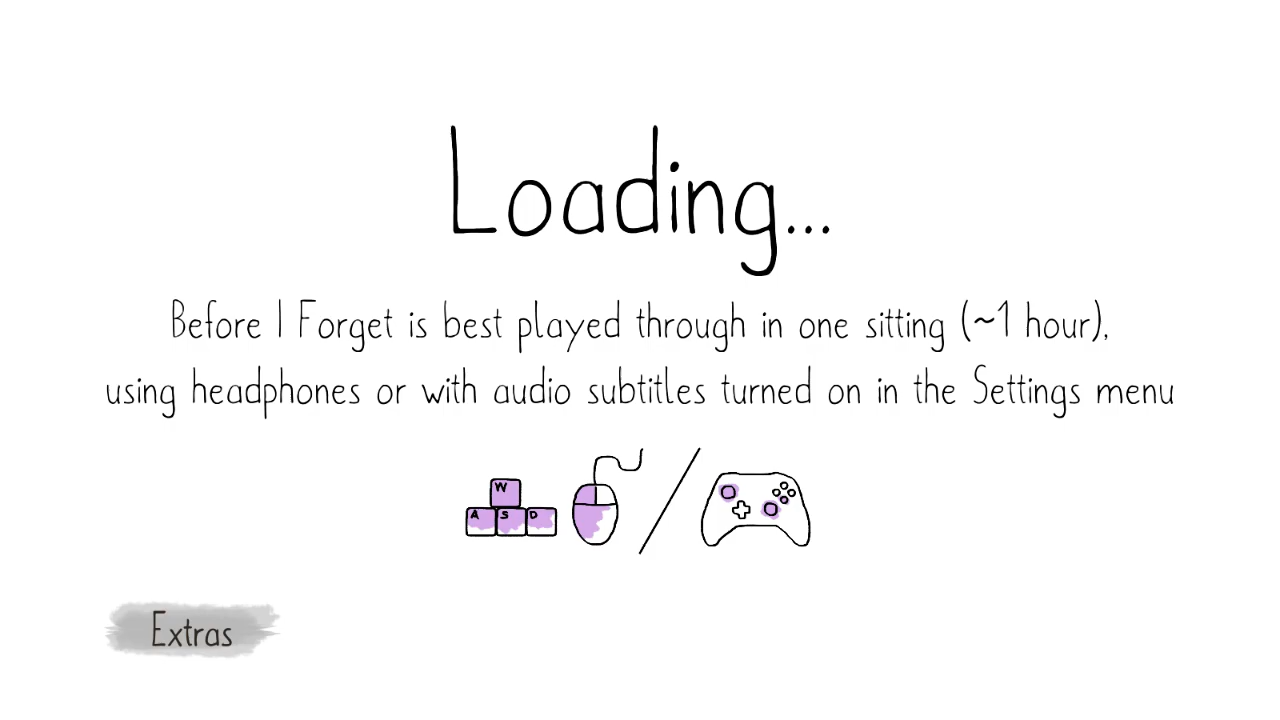 Loading...
Before I Forget is best played through in one sitting (~1 hour),
using headphones or with audio subtitles turned on in the Settings menu
W
A S D
Extras